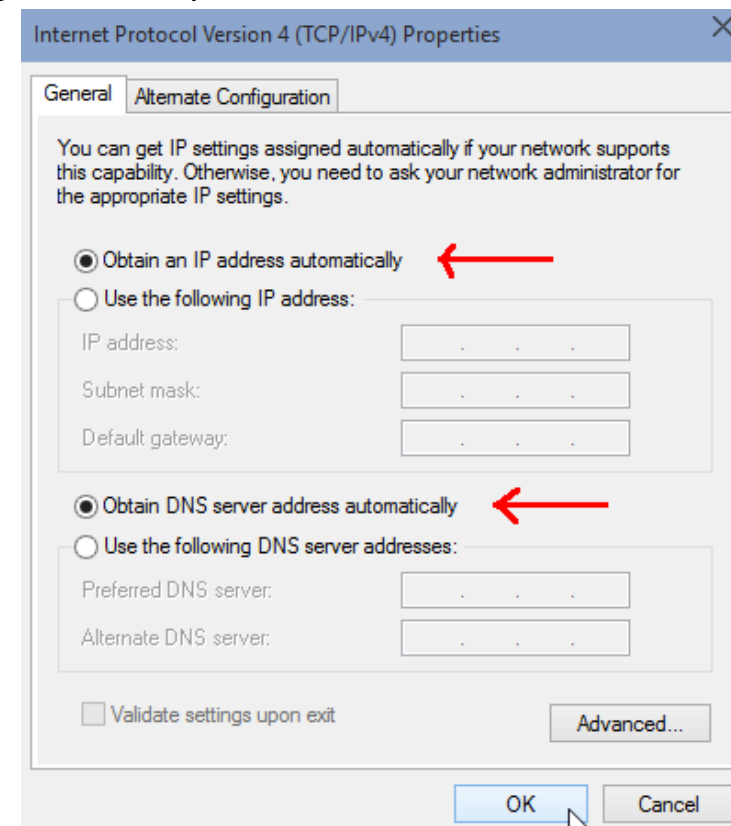 Internet Protocol Version 4 (TCP/IPv4) Properties
General
Alternate Configuration
You can get IP settings assigned automatically if your network supports
this capability. Otherwise, you need to ask your network administrator for
the appropriate IP settings.
Obtain an IP address automatically
Use the following IP address:
IP address:
Subnet mask:
Default gateway:
Obtain DNS server address automatically
Use the following DNS server addresses:
Preferred DNS server:
Alternate DNS server:
Validate settings upon exit
Advanced...
OK
Cancel